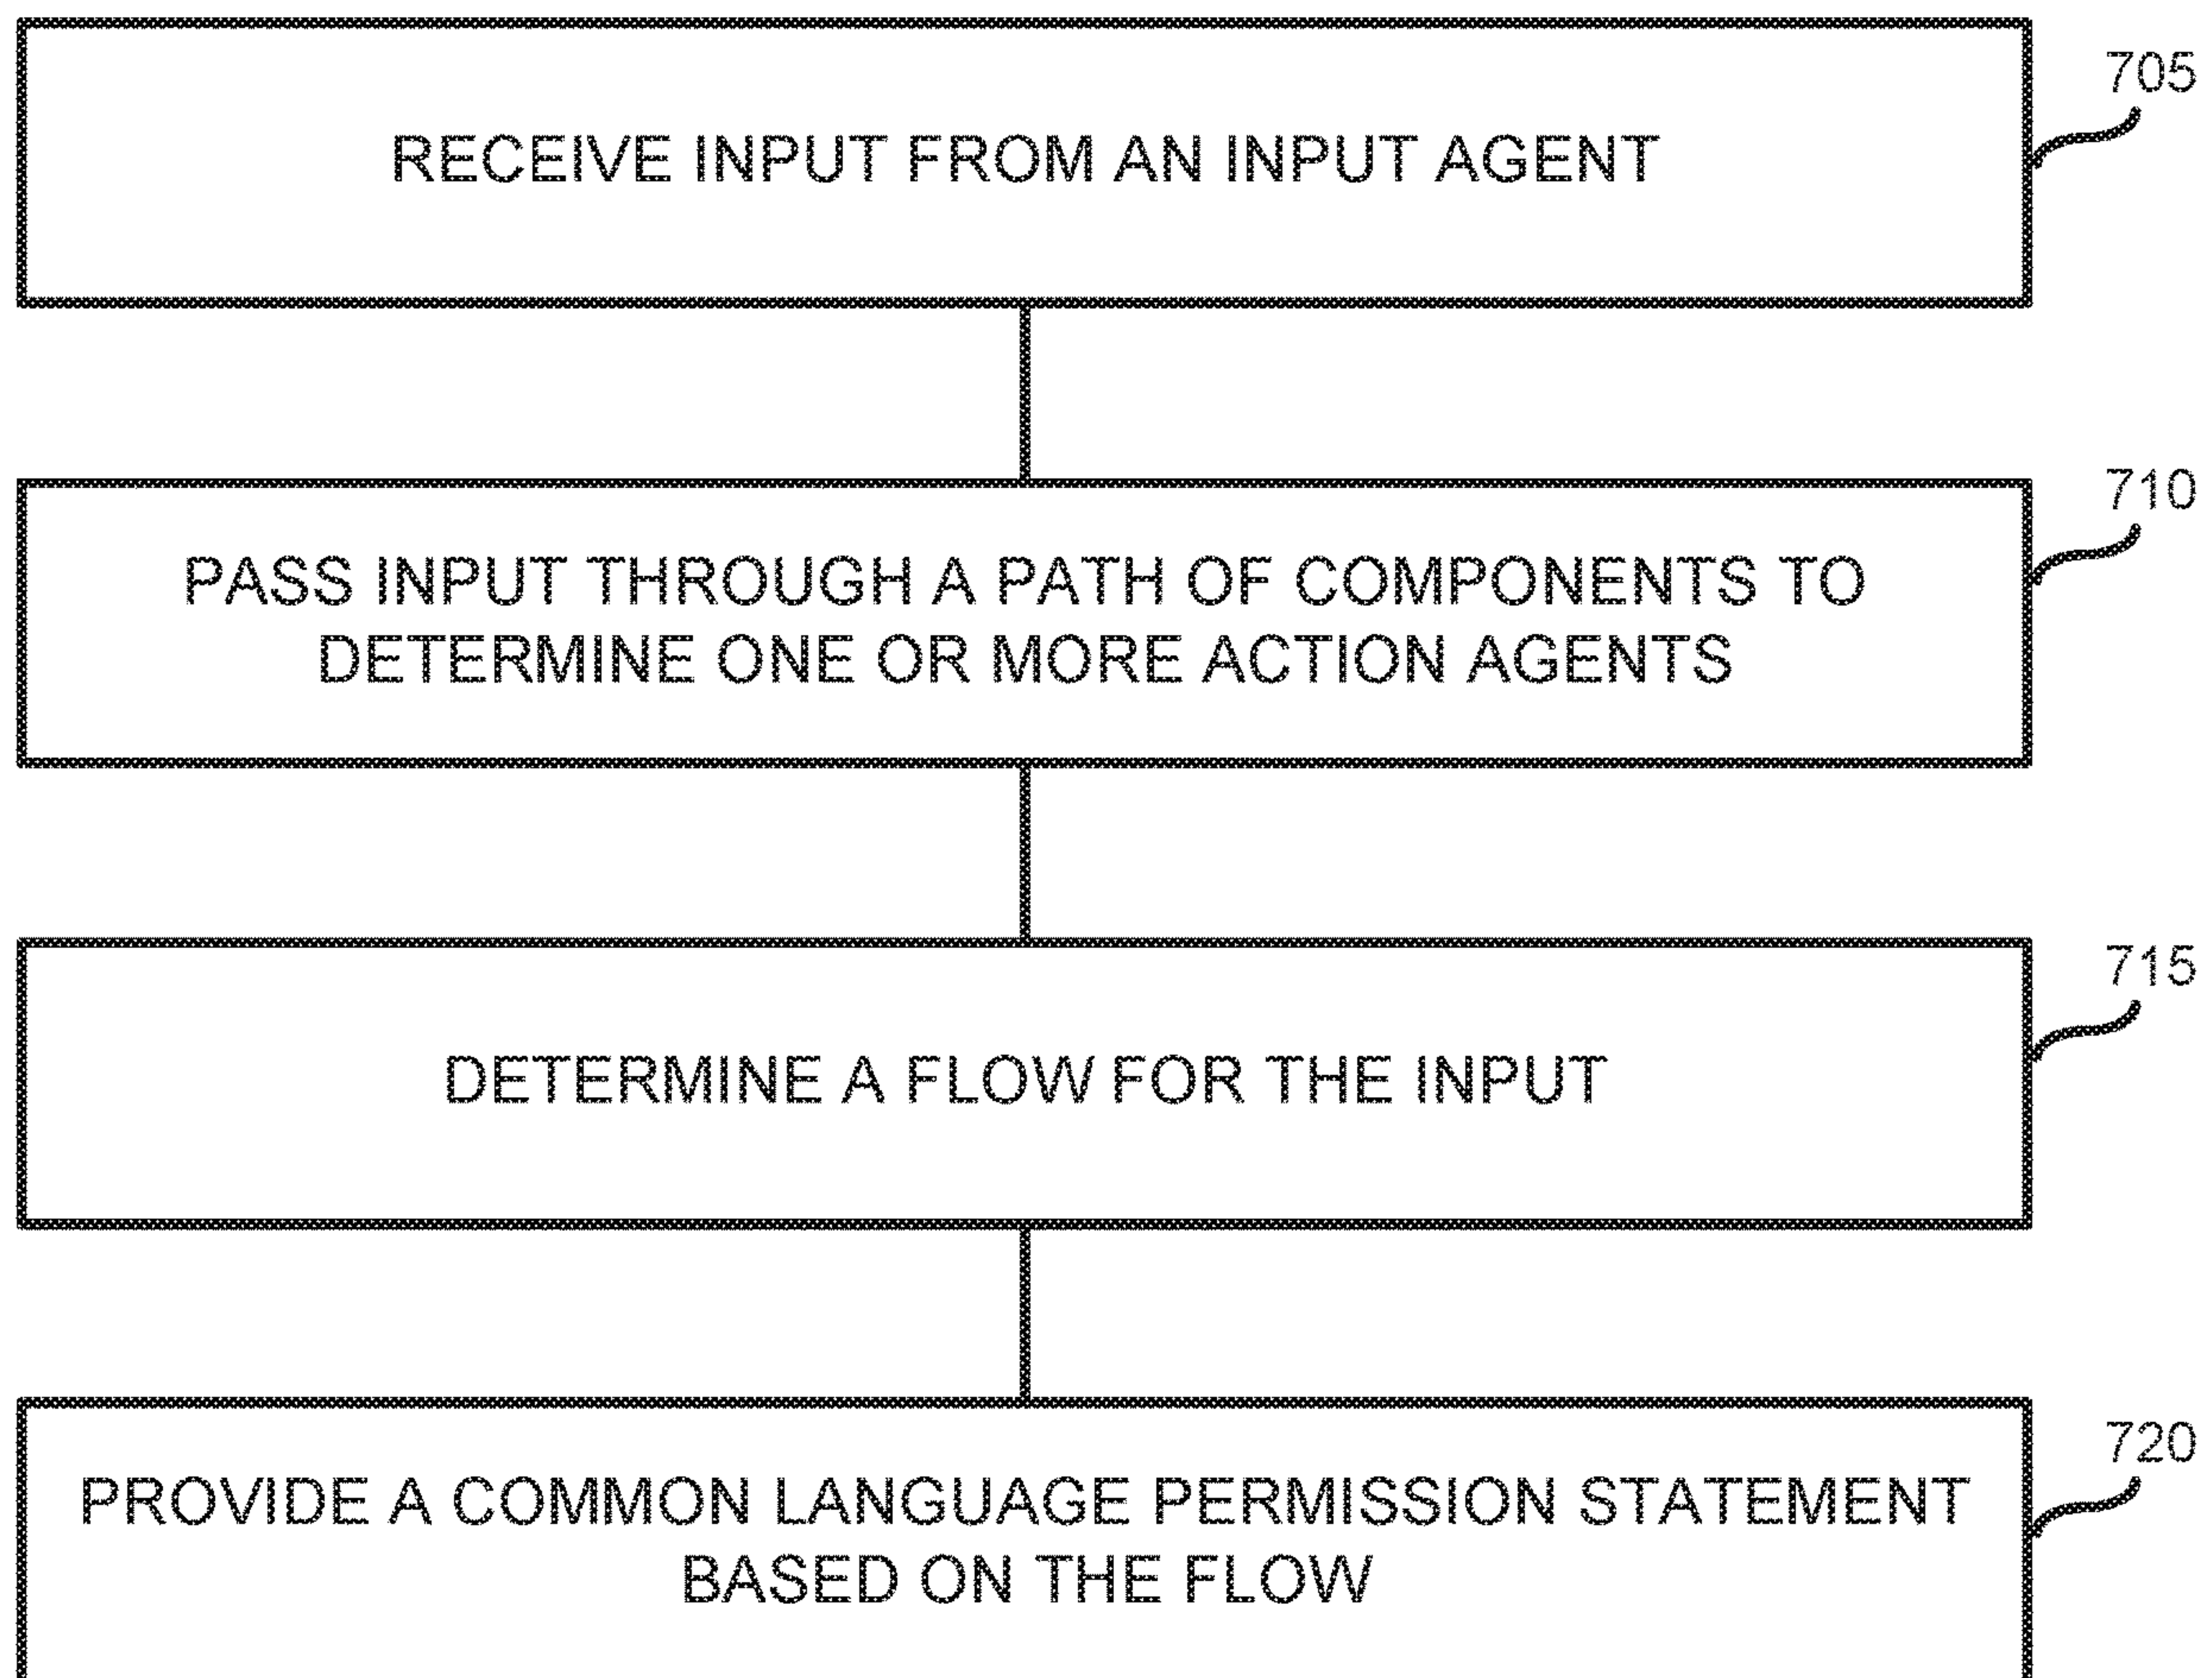 705
RECEIVE INPUT FROM AN INPUT AGENT
710
PASS INPUT THROUGH A PATH OF COMPONENTS TO
DETERMINE ONE OR MORE ACTION AGENTS
715
DETERMINE A FLOW FOR THE INPUT
720
PROVIDE A COMMON LANGUAGE PERMISSION STATEMENT
BASED ON THE FLOW